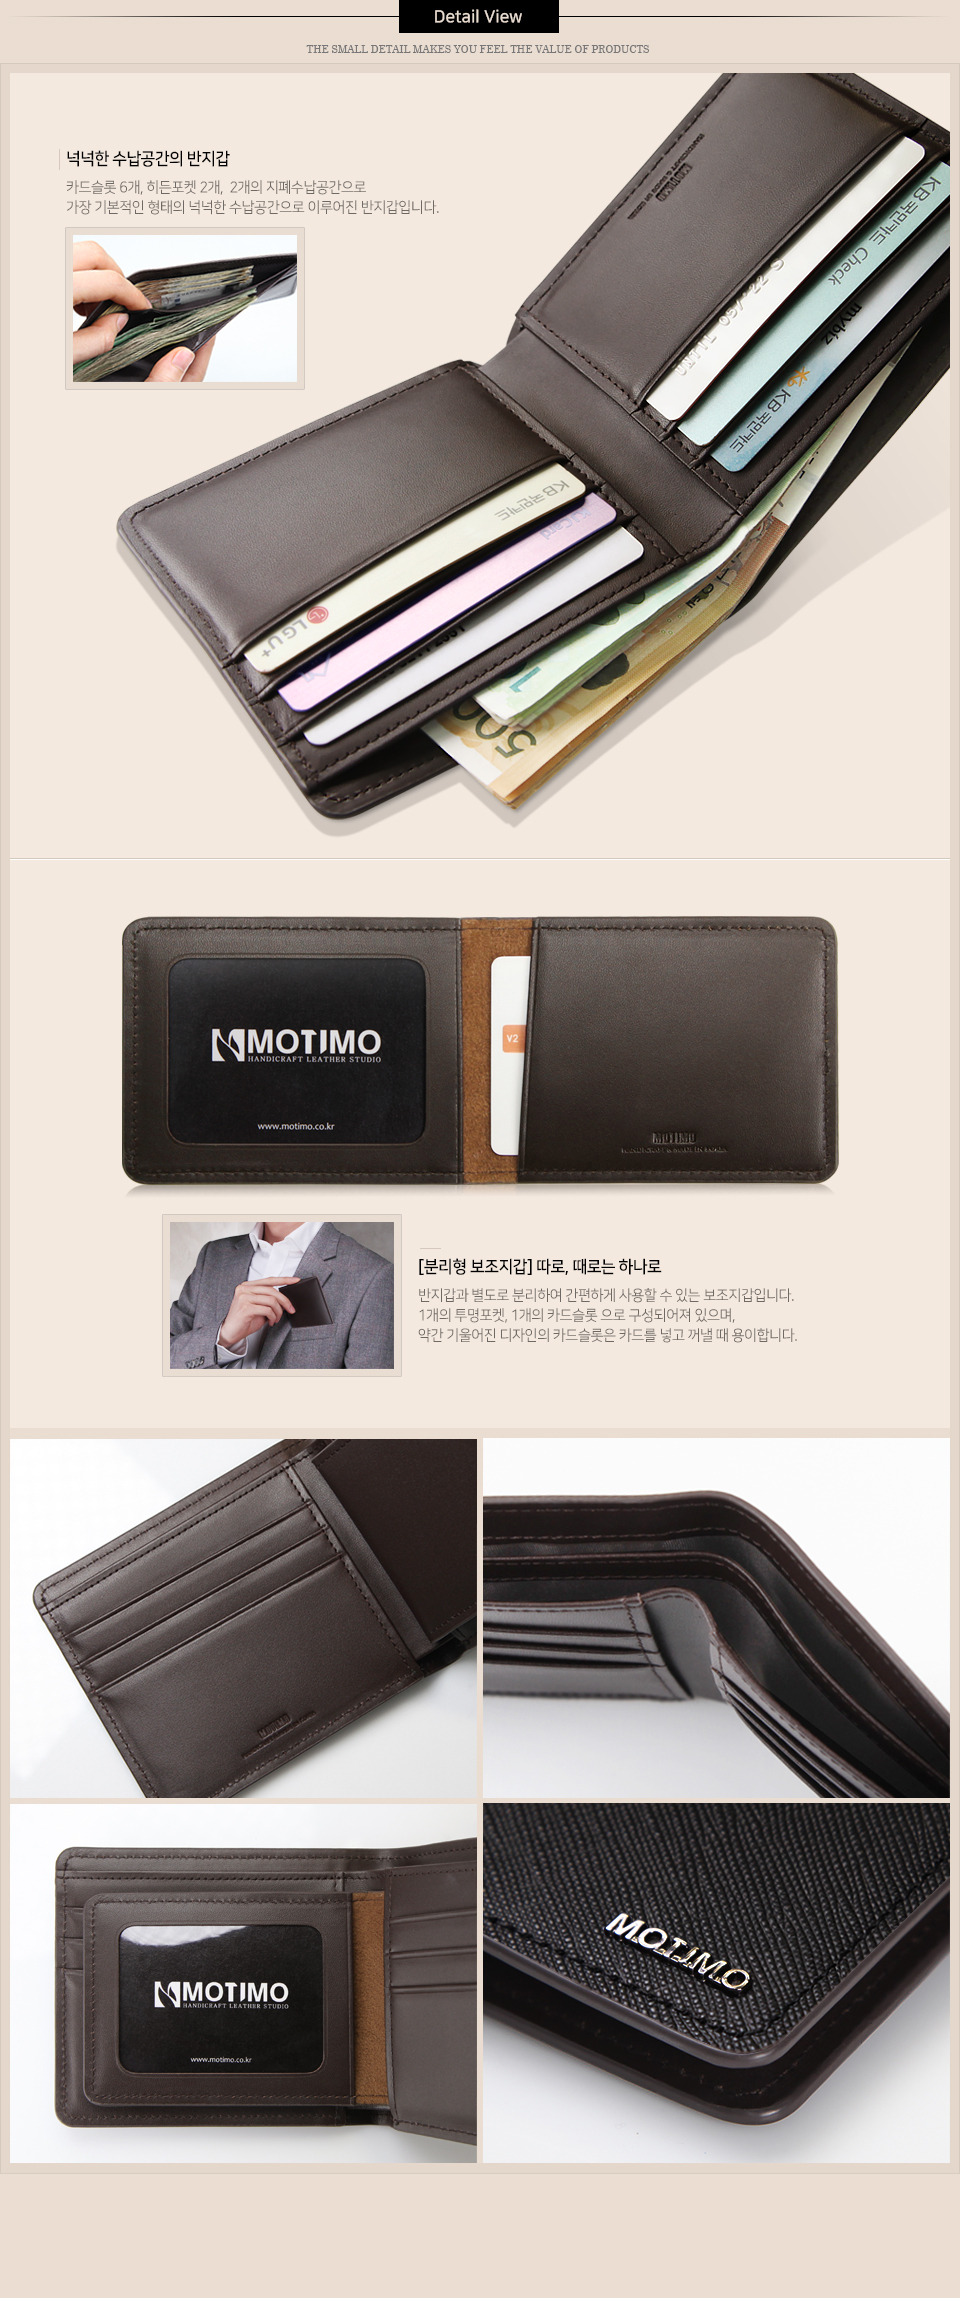 Detail View
THE SMALL DETAIL MAKES YOU FEEL THE VALUE OF PRODUCTS
넉넉한 수납공간의 반지갑
카드슬롯 6개, 히든포켓 2개, 2개의 지폐수납공간으로
가장 기본적인 형태의 넉넉한 수납공간으로 이루어진 반지갑입니다.
MOTIMO
KB국민카드
Check
mybiz
KB국민카드
KB국민카드
LGU+
500
MOTIMO
HANDICRAFT LEATHER STUDIO
www.motimo.co.kr
V2
MOTIMO
[분리형 보조지갑] 따로, 때로는 하나로
반지갑과 별도로 분리하여 간편하게 사용할 수 있는 보조지갑입니다.
1개의 투명포켓, 1개의 카드슬롯 으로 구성되어져 있으며,
약간 기울어진 디자인의 카드슬롯은 카드를 넣고 꺼낼 때 용이합니다.
MOTIMO
HANDICRAFT LEATHER STUDIO
www.motimo.co.kr
MOTIMO